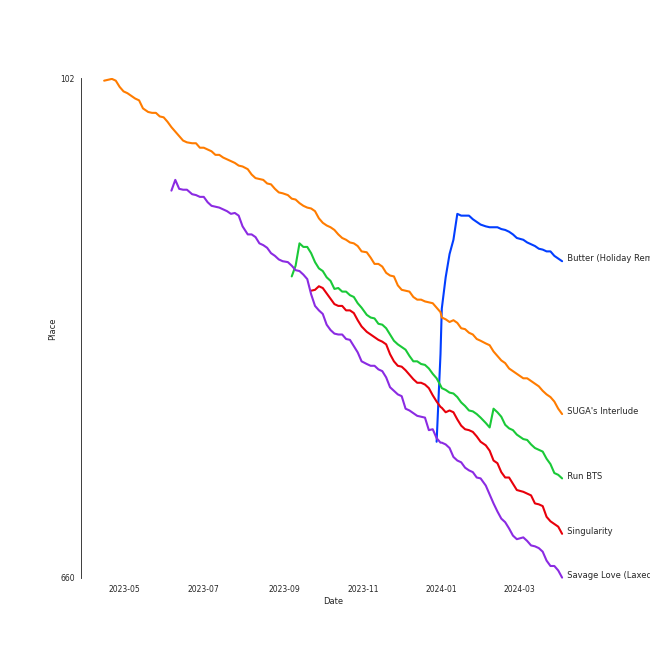 102
Place
660
2023-05 2023-07 2023-09 2023-11 2024-01 2024-03
Date
Butter (Holiday Rem
SUGA's Interlude
Run BTS
Singularity
Savage Love (Laxed